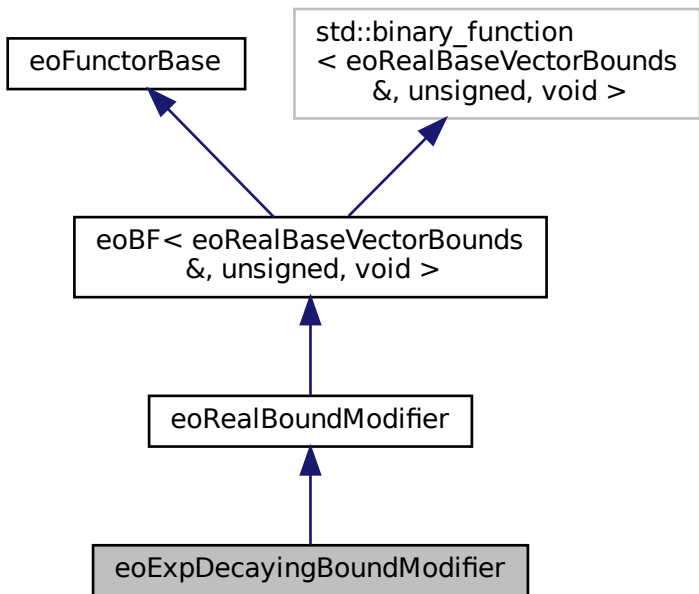 eoFunctorBase
std::binary_function
< eoRealBaseVectorBounds
&, unsigned, void >
eoBF< eoRealBaseVectorBounds
&, unsigned, void >
eoRealBoundModifier
eoExpDecayingBoundModifier